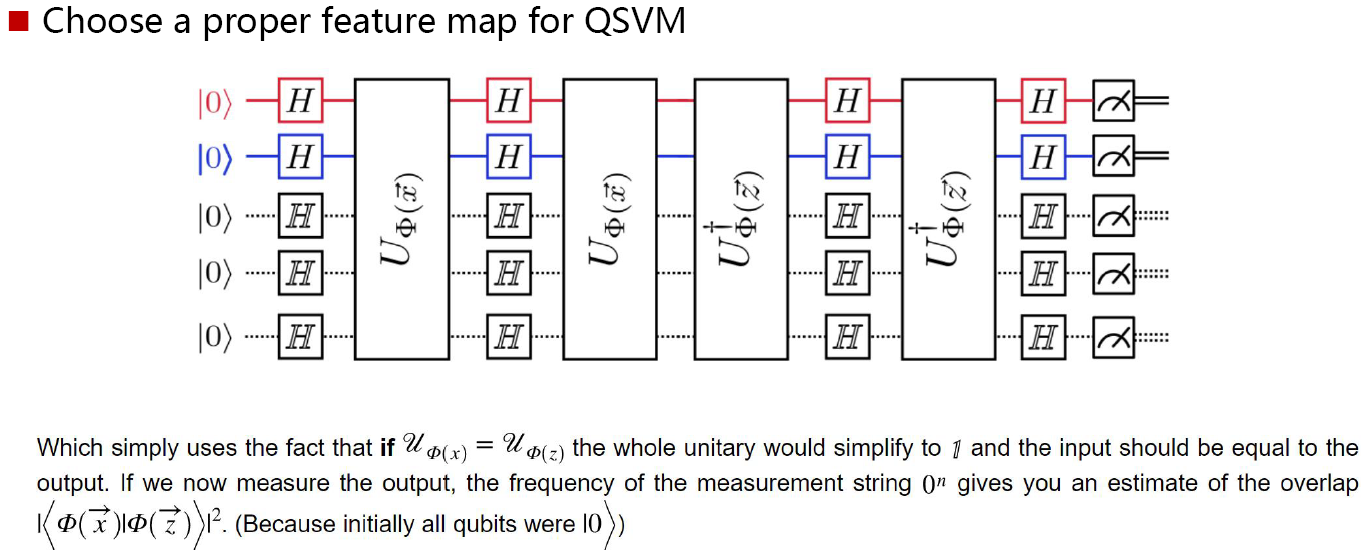 ■ Choose a proper feature map for QSVM
|0⟩ H H H H
|0⟩ H H H H
|0⟩ ℍ ℍ ℍ ℍ
|0⟩ ℍ ℍ ℍ ℍ
|0⟩ ℍ ℍ ℍ ℍ
U_Φ(x⃗) U_Φ(x⃗) U†_Φ(z⃗) U†_Φ(z⃗)
Which simply uses the fact that if 𝒰_Φ(x) = 𝒰_Φ(z) the whole unitary would simplify to 𝟙 and the input should be equal to the
output. If we now measure the output, the frequency of the measurement string 0ⁿ gives you an estimate of the overlap
|⟨Φ(x⃗)|Φ(z⃗)⟩|². (Because initially all qubits were |0⟩)